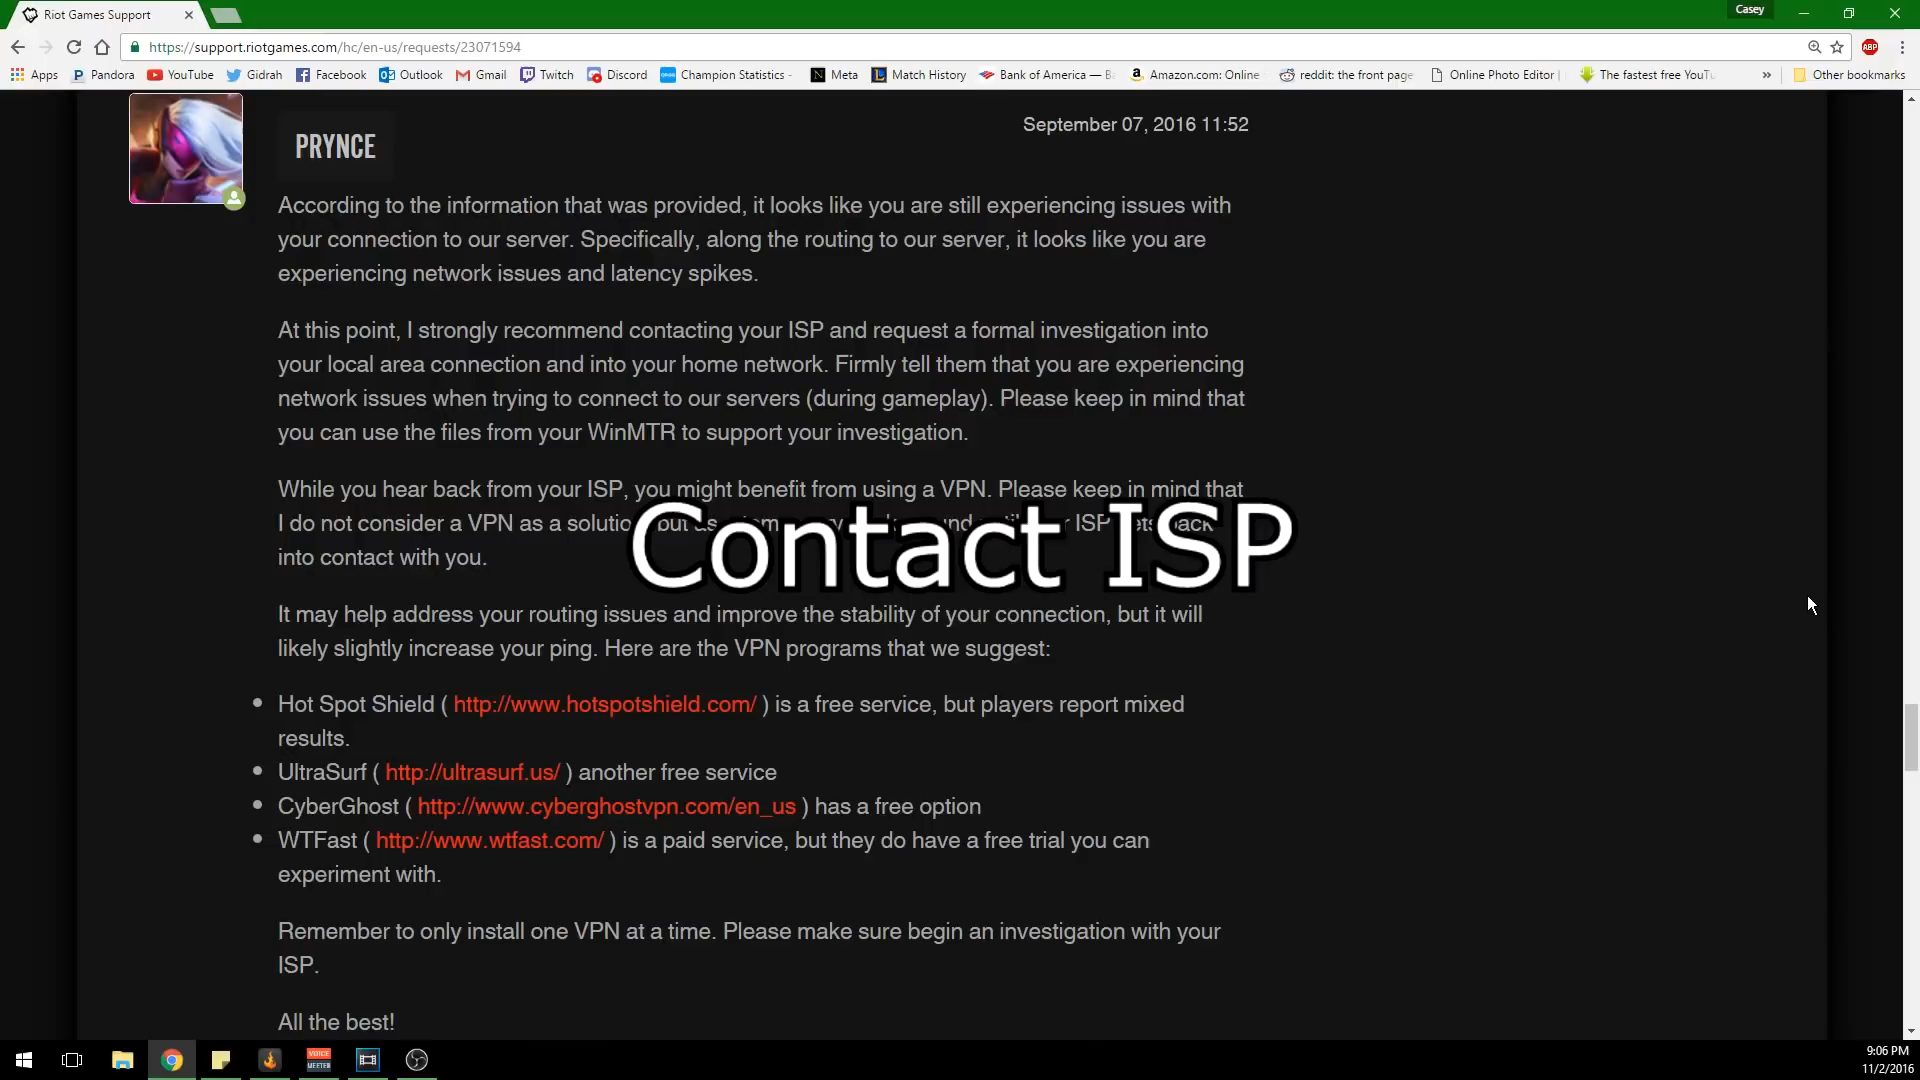 Riot Games Support
Casey
https://support.riotgames.com/hc/en-us/requests/23071594
ABP
Apps Pandora YouTube Gidrah Facebook Outlook Gmail Twitch Discord Champion Statistics - Meta Match History Bank of America — B Amazon.com: Online reddit: the front page Online Photo Editor | The fastest free YouTu » Other bookmarks
PRYNCE
September 07, 2016 11:52
According to the information that was provided, it looks like you are still experiencing issues with
your connection to our server. Specifically, along the routing to our server, it looks like you are
experiencing network issues and latency spikes.
At this point, I strongly recommend contacting your ISP and request a formal investigation into
your local area connection and into your home network. Firmly tell them that you are experiencing
network issues when trying to connect to our servers (during gameplay). Please keep in mind that
you can use the files from your WinMTR to support your investigation.
While you hear back from your ISP, you might benefit from using a VPN. Please keep in mind that
I do not consider a VPN as a solution but as ISP back
into contact with you.
Contact ISP
It may help address your routing issues and improve the stability of your connection, but it will
likely slightly increase your ping. Here are the VPN programs that we suggest:
• Hot Spot Shield ( http://www.hotspotshield.com/ ) is a free service, but players report mixed
results.
• UltraSurf ( http://ultrasurf.us/ ) another free service
• CyberGhost ( http://www.cyberghostvpn.com/en_us ) has a free option
• WTFast ( http://www.wtfast.com/ ) is a paid service, but they do have a free trial you can
experiment with.
Remember to only install one VPN at a time. Please make sure begin an investigation with your
ISP.
All the best!
VOICE
MEETER
9:06 PM
11/2/2016